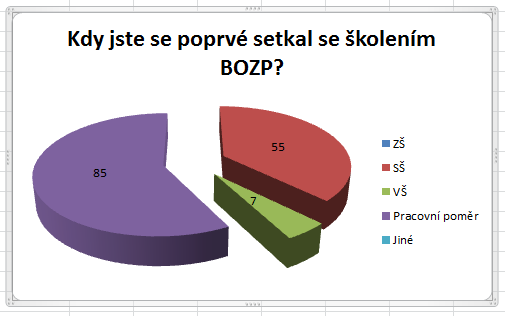 Kdy jste se poprvé setkal se školením
BOZP?
55
85
7
ZŠ
SŠ
VŠ
Pracovní poměr
Jiné